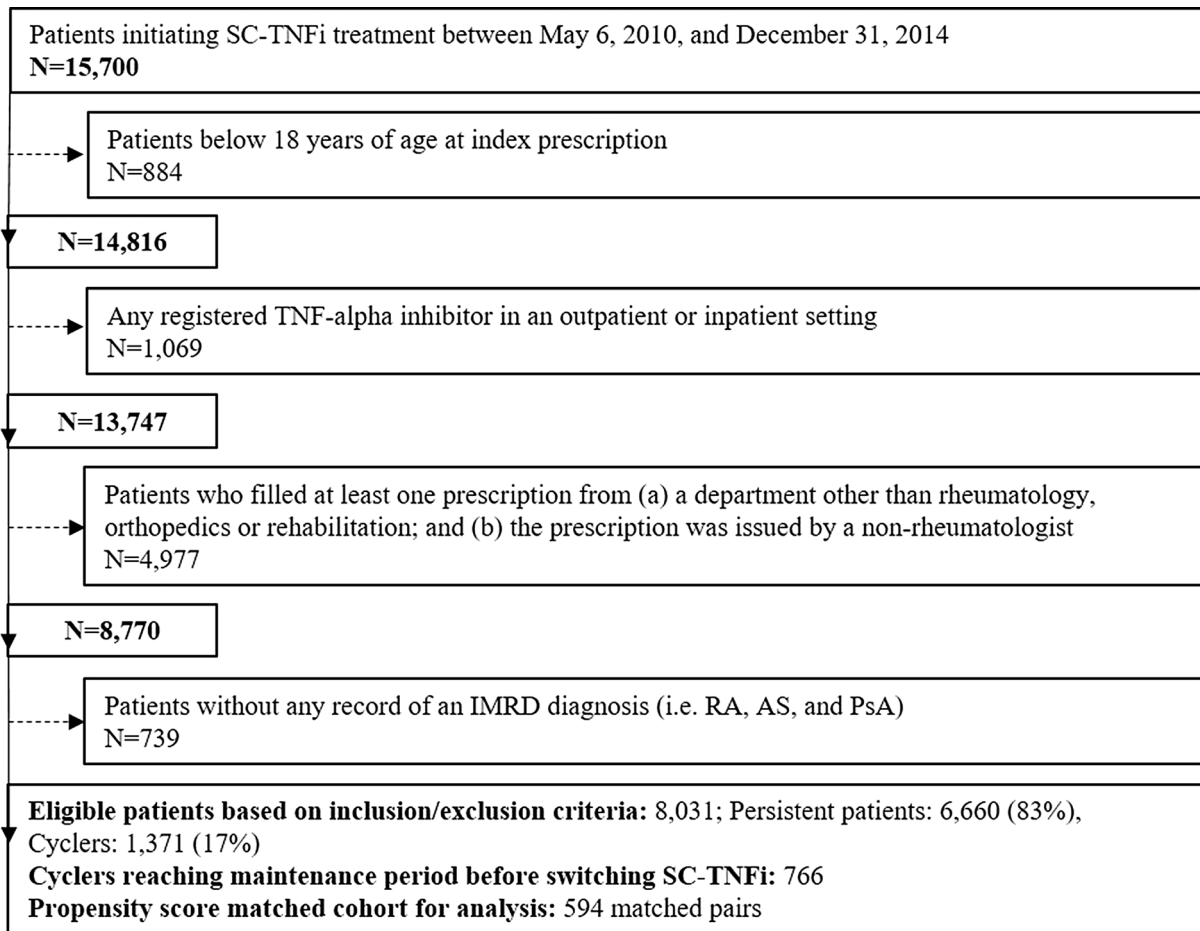 Patients initiating SC-TNFi treatment between May 6, 2010, and December 31, 2014
N=15,700
Patients below 18 years of age at index prescription
N=884
N=14,816
Any registered TNF-alpha inhibitor in an outpatient or inpatient setting
N=1,069
N=13,747
Patients who filled at least one prescription from (a) a department other than rheumatology,
orthopedics or rehabilitation; and (b) the prescription was issued by a non-rheumatologist
N=4,977
N=8,770
Patients without any record of an IMRD diagnosis (i.e. RA, AS, and PsA)
N=739
Eligible patients based on inclusion/exclusion criteria: 8,031; Persistent patients: 6,660 (83%),
Cyclers: 1,371 (17%)
Cyclers reaching maintenance period before switching SC-TNFi: 766
Propensity score matched cohort for analysis: 594 matched pairs